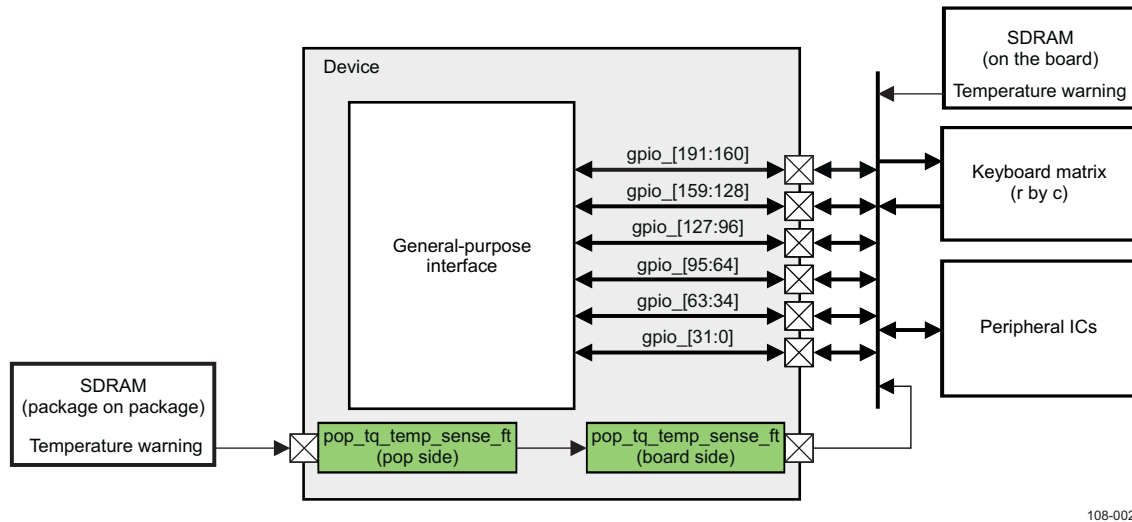 SDRAM
(on the board)
Temperature warning
Device
gpio_[191:160]
gpio_[159:128]
Keyboard matrix
(r by c)
gpio_[127:96]
General-purpose
interface
gpio_[95:64]
gpio_[63:34]
Peripheral ICs
gpio_[31:0]
SDRAM
(package on package)
Temperature warning
pop_tq_temp_sense_ft
(pop side)
pop_tq_temp_sense_ft
(board side)
108-002